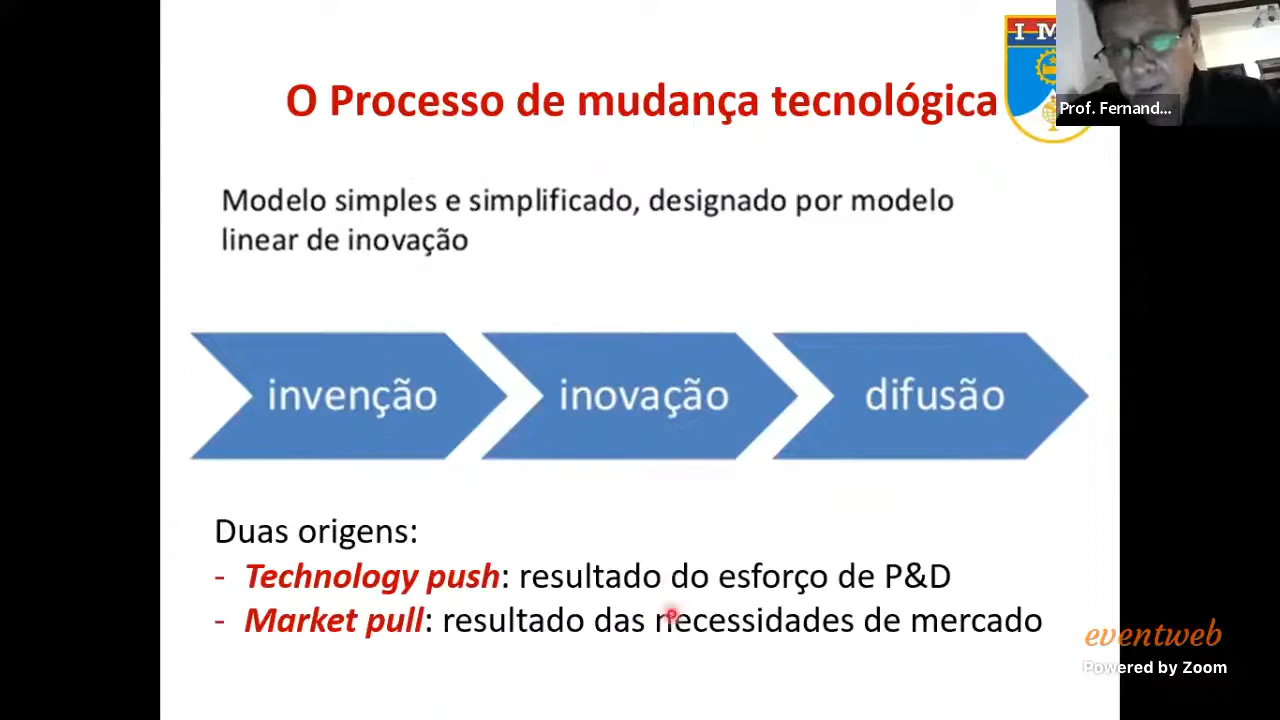 I M
Prof. Fernand...
O Processo de mudança tecnológica
Modelo simples e simplificado, designado por modelo
linear de inovação
invenção
inovação
difusão
Duas origens:
- Technology push: resultado do esforço de P&D
- Market pull: resultado das necessidades de mercado
eventweb
Powered by Zoom